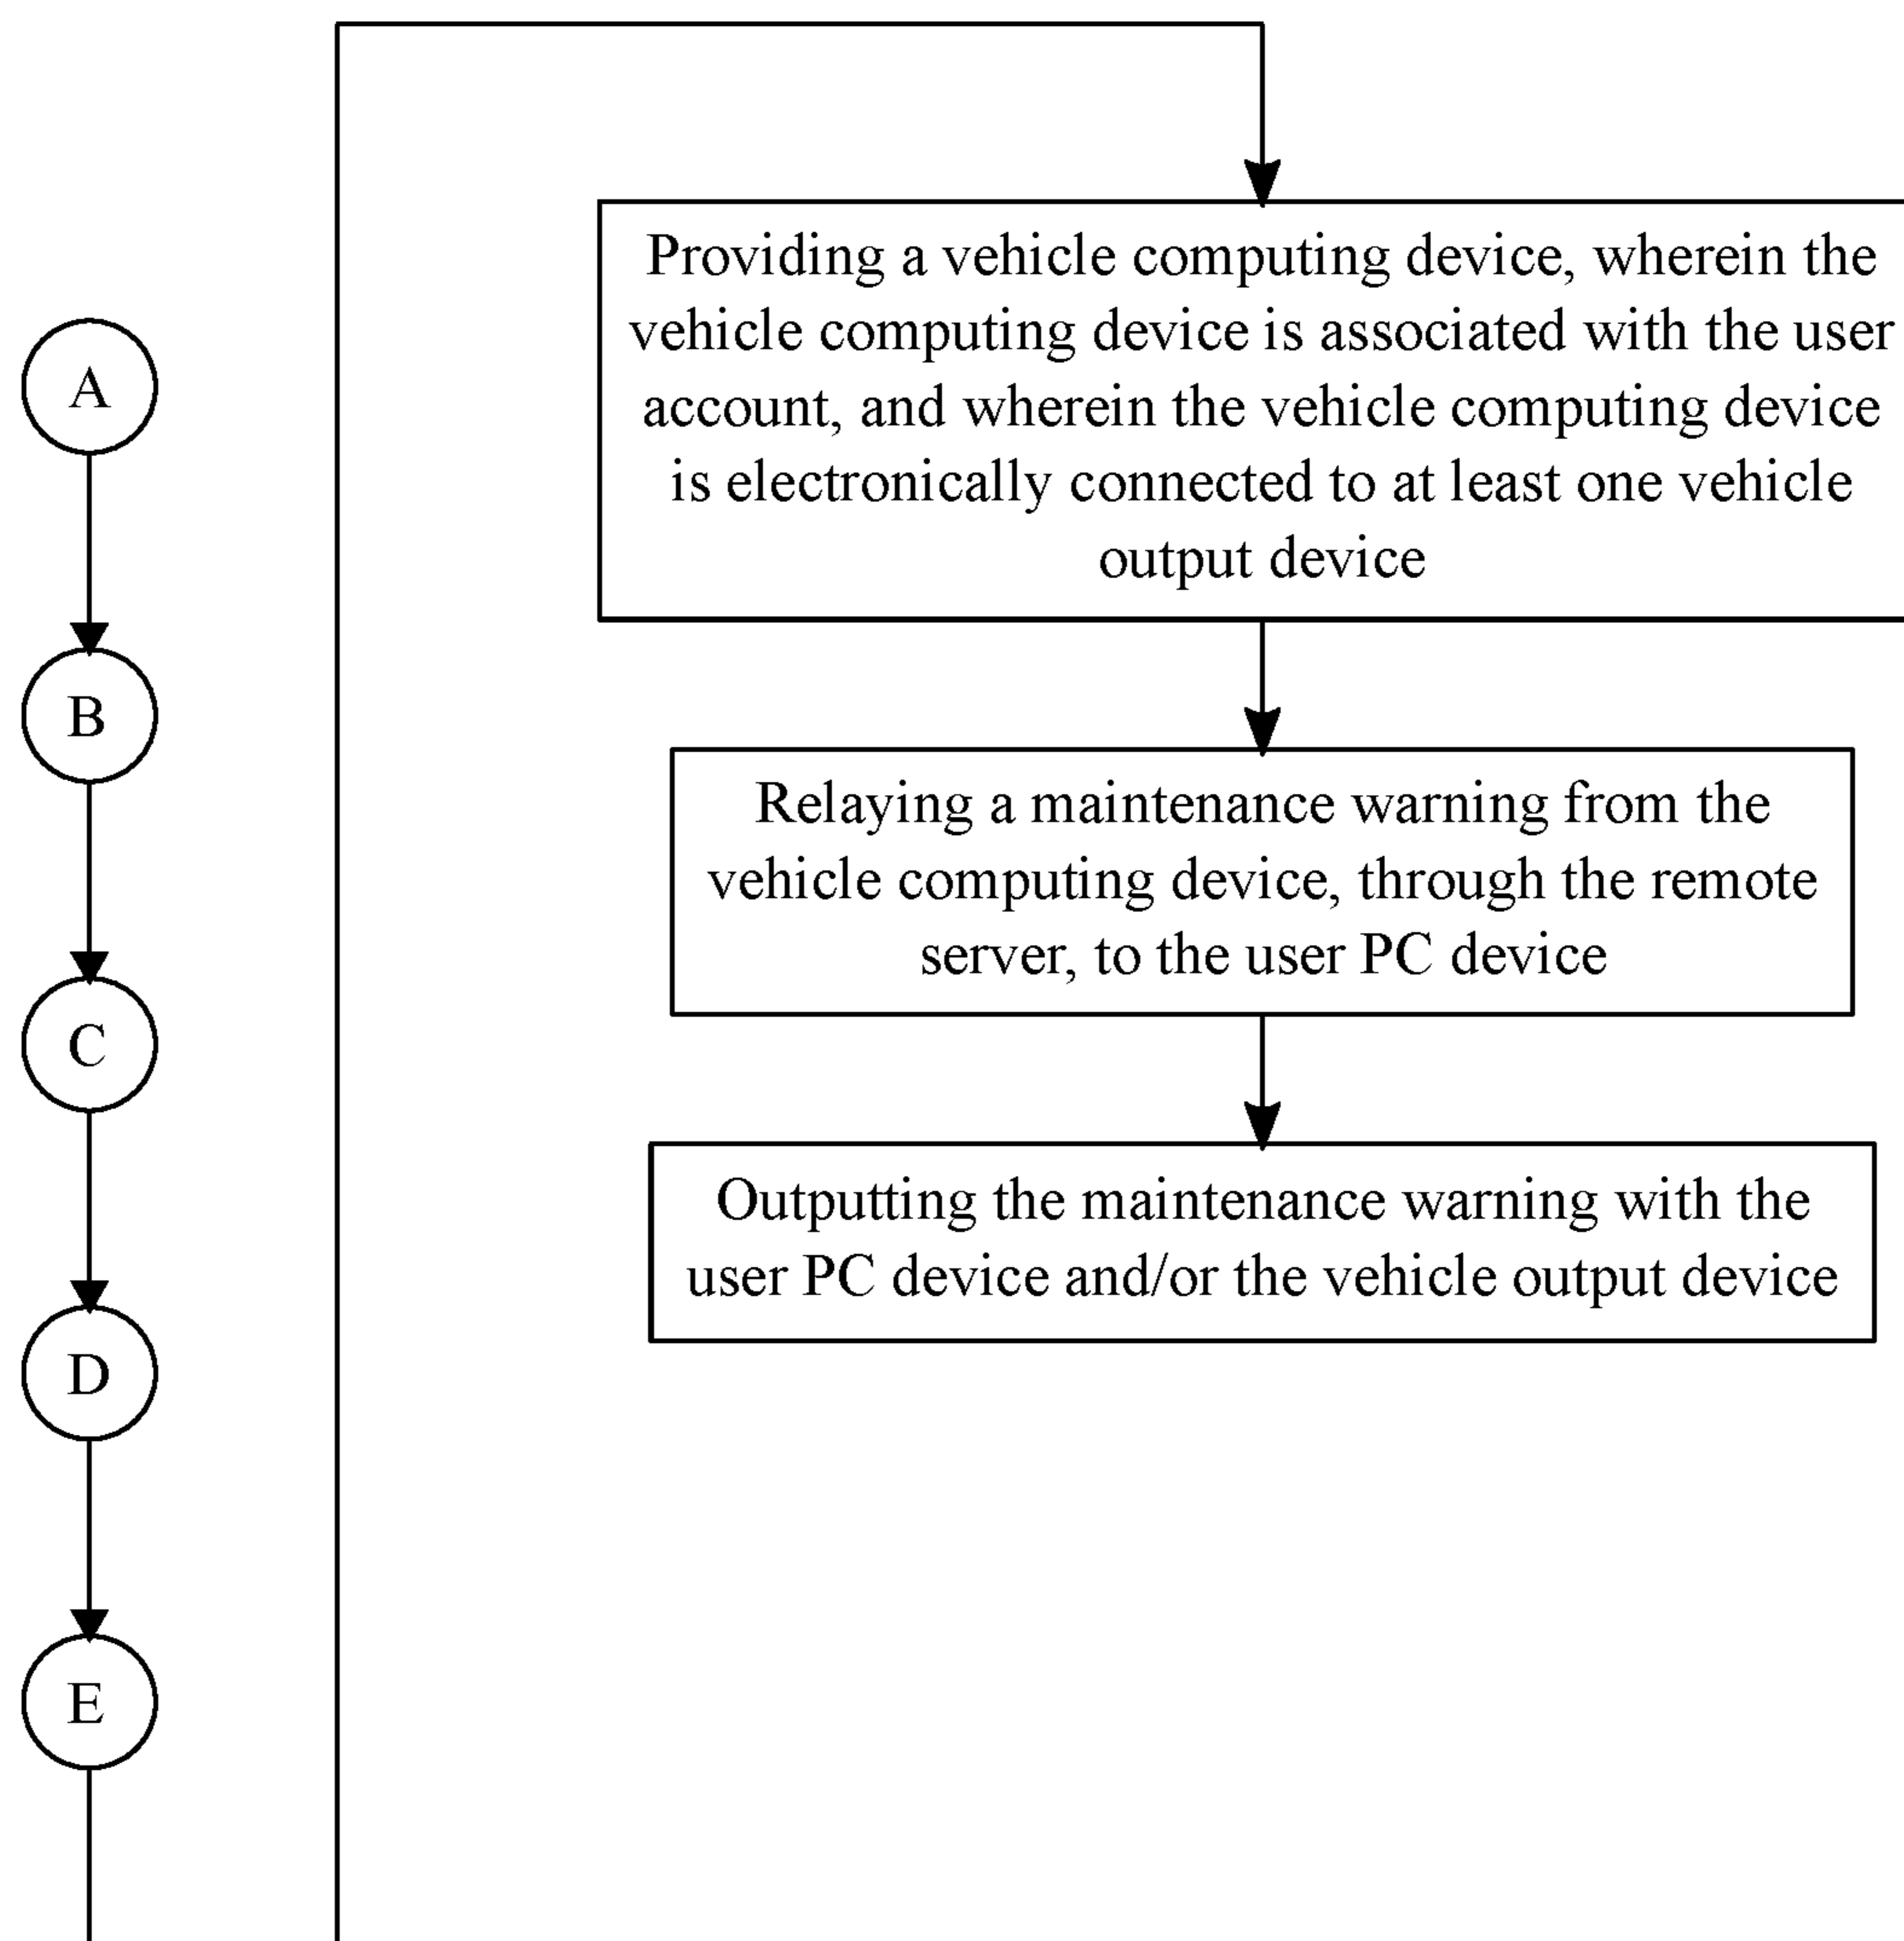 A
B
C
D
E
Providing a vehicle computing device, wherein the
vehicle computing device is associated with the user
account, and wherein the vehicle computing device
is electronically connected to at least one vehicle
output device
Relaying a maintenance warning from the
vehicle computing device, through the remote
server, to the user PC device
Outputting the maintenance warning with the
user PC device and/or the vehicle output device